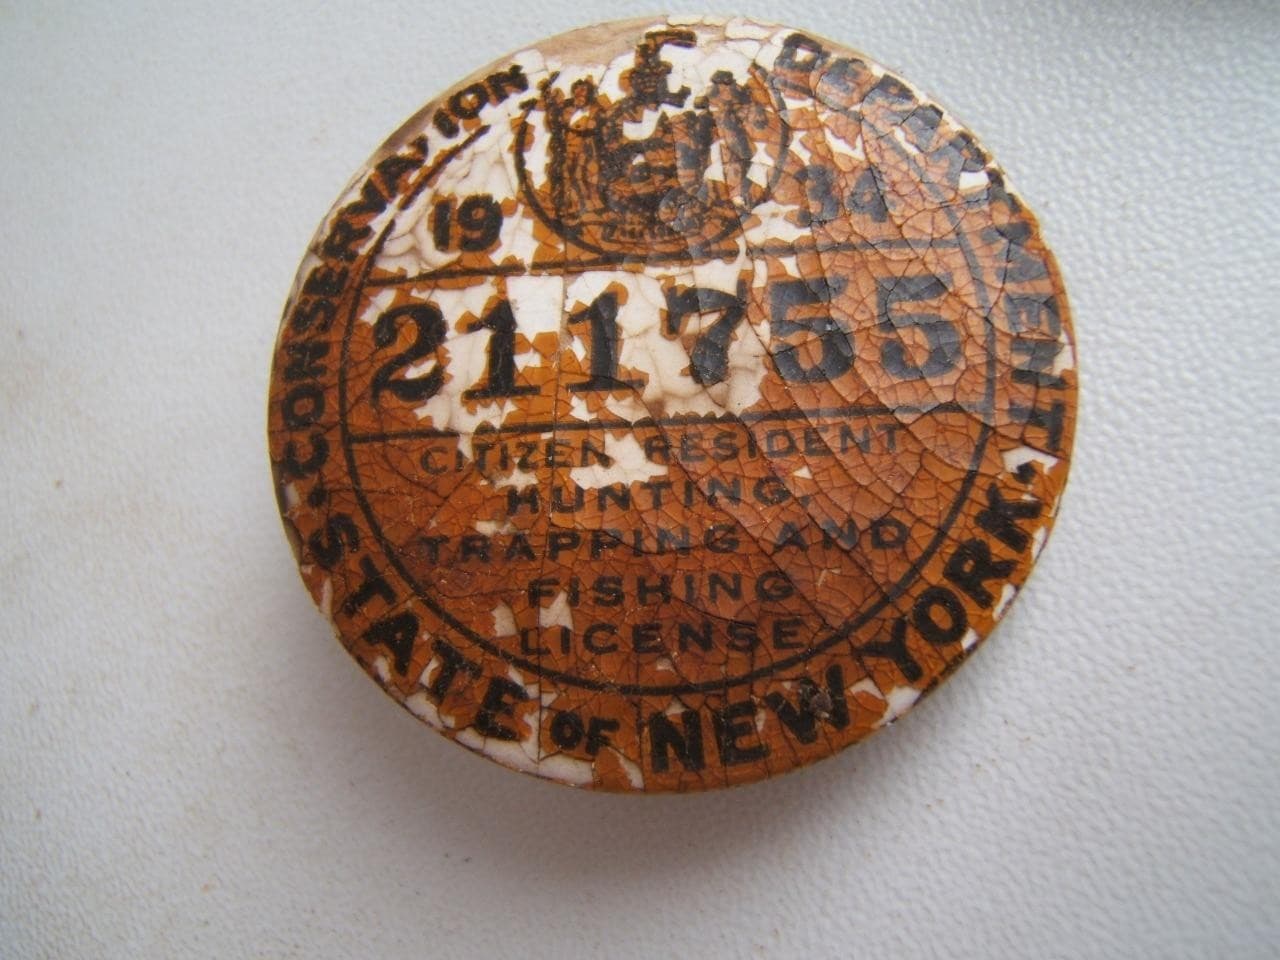 CONSERVATION DEPARTMENT
E
19 34
211755
CITIZEN RESIDENT
HUNTING,
TRAPPING AND
FISHING
LICENSE
STATE OF NEW YORK